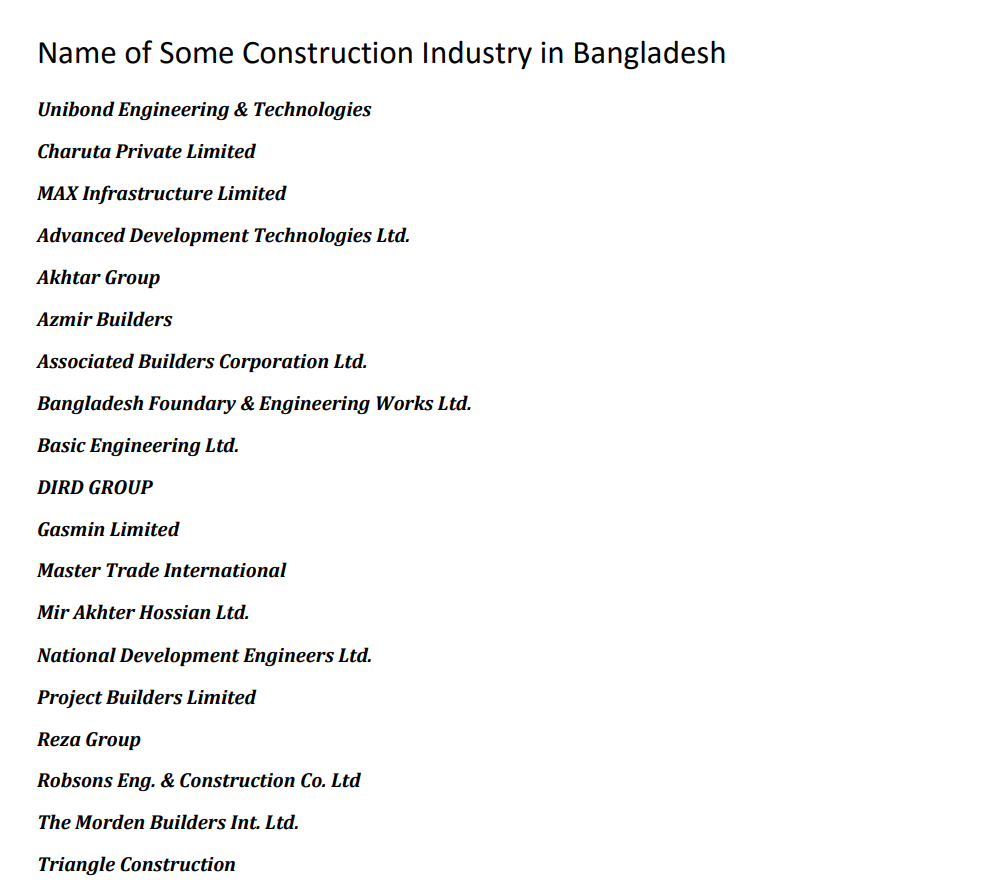 Name of Some Construction Industry in Bangladesh
Unibond Engineering & Technologies
Charuta Private Limited
MAX Infrastructure Limited
Advanced Development Technologies Ltd.
Akhtar Group
Azmir Builders
Associated Builders Corporation Ltd.
Bangladesh Foundary & Engineering Works Ltd.
Basic Engineering Ltd.
DIRD GROUP
Gasmin Limited
Master Trade International
Mir Akhter Hossian Ltd.
National Development Engineers Ltd.
Project Builders Limited
Reza Group
Robsons Eng. & Construction Co. Ltd
The Morden Builders Int. Ltd.
Triangle Construction